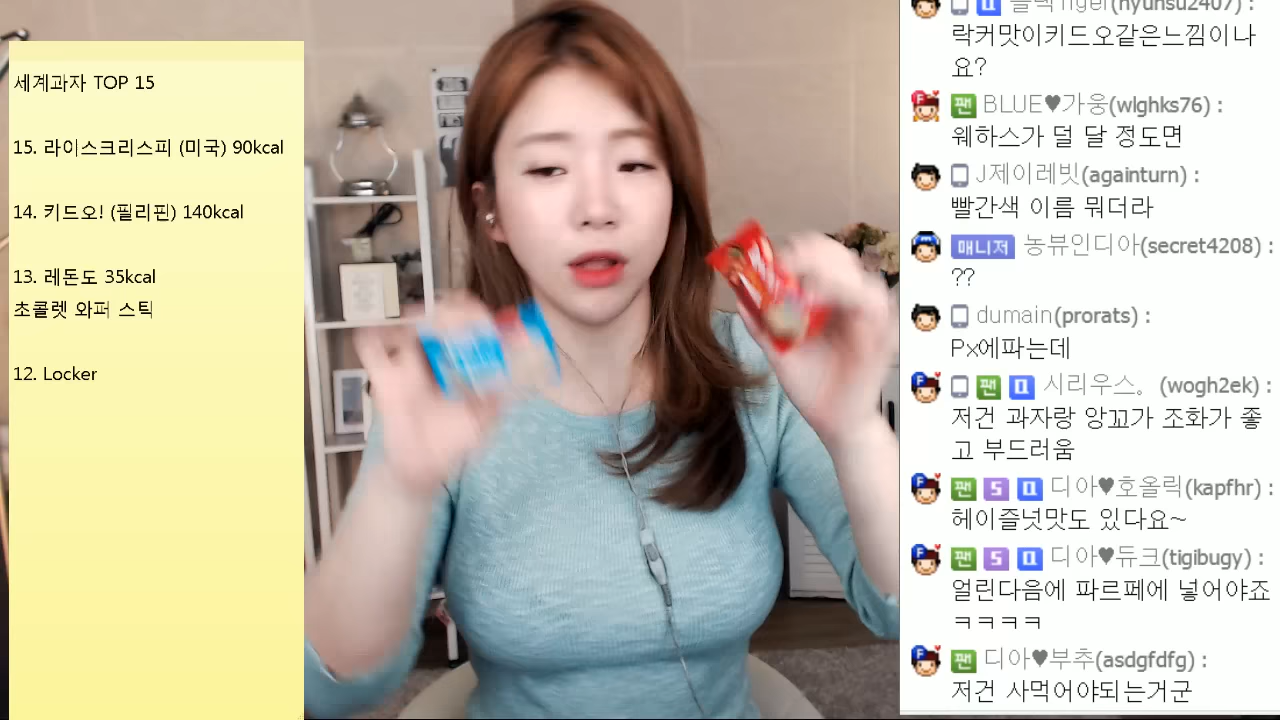 세계과자 TOP 15
15. 라이스크리스피 (미국) 90kcal
14. 키드오! (필리핀) 140kcal
13. 레돈도 35kcal
초콜렛 와퍼 스틱
12. Locker
블랙Tiger(hyunsu2407) :
락커맛이키드오같은느낌이나
요?
팬 BLUE♥가웅(wlghks76) :
웨하스가 덜 달 정도면
J제이레빗(againturn) :
빨간색 이름 뭐더라
매니저 농뷰인디아(secret4208) :
??
dumain(prorats) :
Px에파는데
팬 시리우스。(wogh2ek) :
저건 과자랑 앙꼬가 조화가 좋
고 부드러움
팬 S 디아♥호올릭(kapfhr) :
헤이즐넛맛도 있다요~
팬 S 디아♥듀크(tigibugy) :
얼린다음에 파르페에 넣어야죠
ㅋㅋㅋㅋ
팬 디아♥부추(asdgfdfg) :
저건 사먹어야되는거군